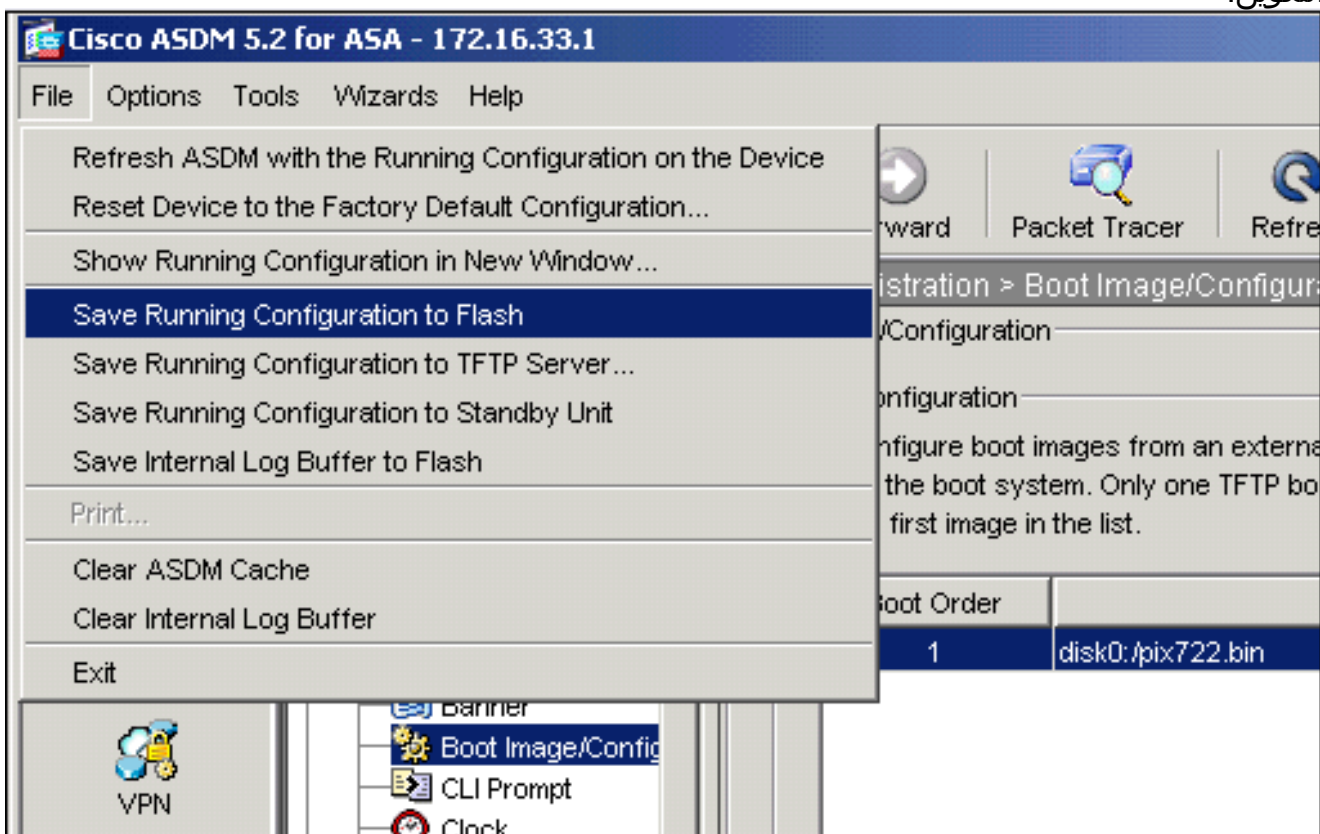 التكوين.
Cisco ASDM 5.2 for ASA - 172.16.33.1
File Options Tools Wizards Help
Refresh ASDM with the Running Configuration on the Device
Reset Device to the Factory Default Configuration...
Show Running Configuration in New Window...
Save Running Configuration to Flash
Save Running Configuration to TFTP Server...
Save Running Configuration to Standby Unit
Save Internal Log Buffer to Flash
Print...
Clear ASDM Cache
Clear Internal Log Buffer
Exit
ward Packet Tracer Refre
istration > Boot Image/Configur
/Configuration
onfiguration
nfigure boot images from an externa
the boot system. Only one TFTP bo
first image in the list.
oot Order
1 disk0:/pix722.bin
Banner
Boot Image/Config
CLI Prompt
Clock
VPN